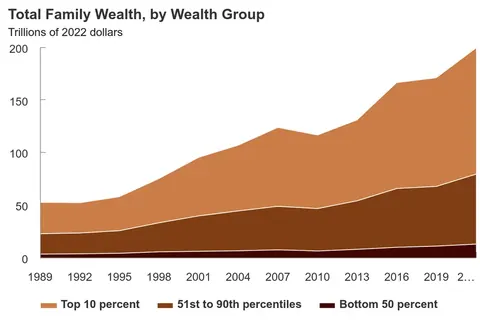 Total Family Wealth, by Wealth Group
Trillions of 2022 dollars
200
150
100
50
0
1989 1992 1995 1998 2001 2004 2007 2010 2013 2016 2019 2...
Top 10 percent 51st to 90th percentiles Bottom 50 percent